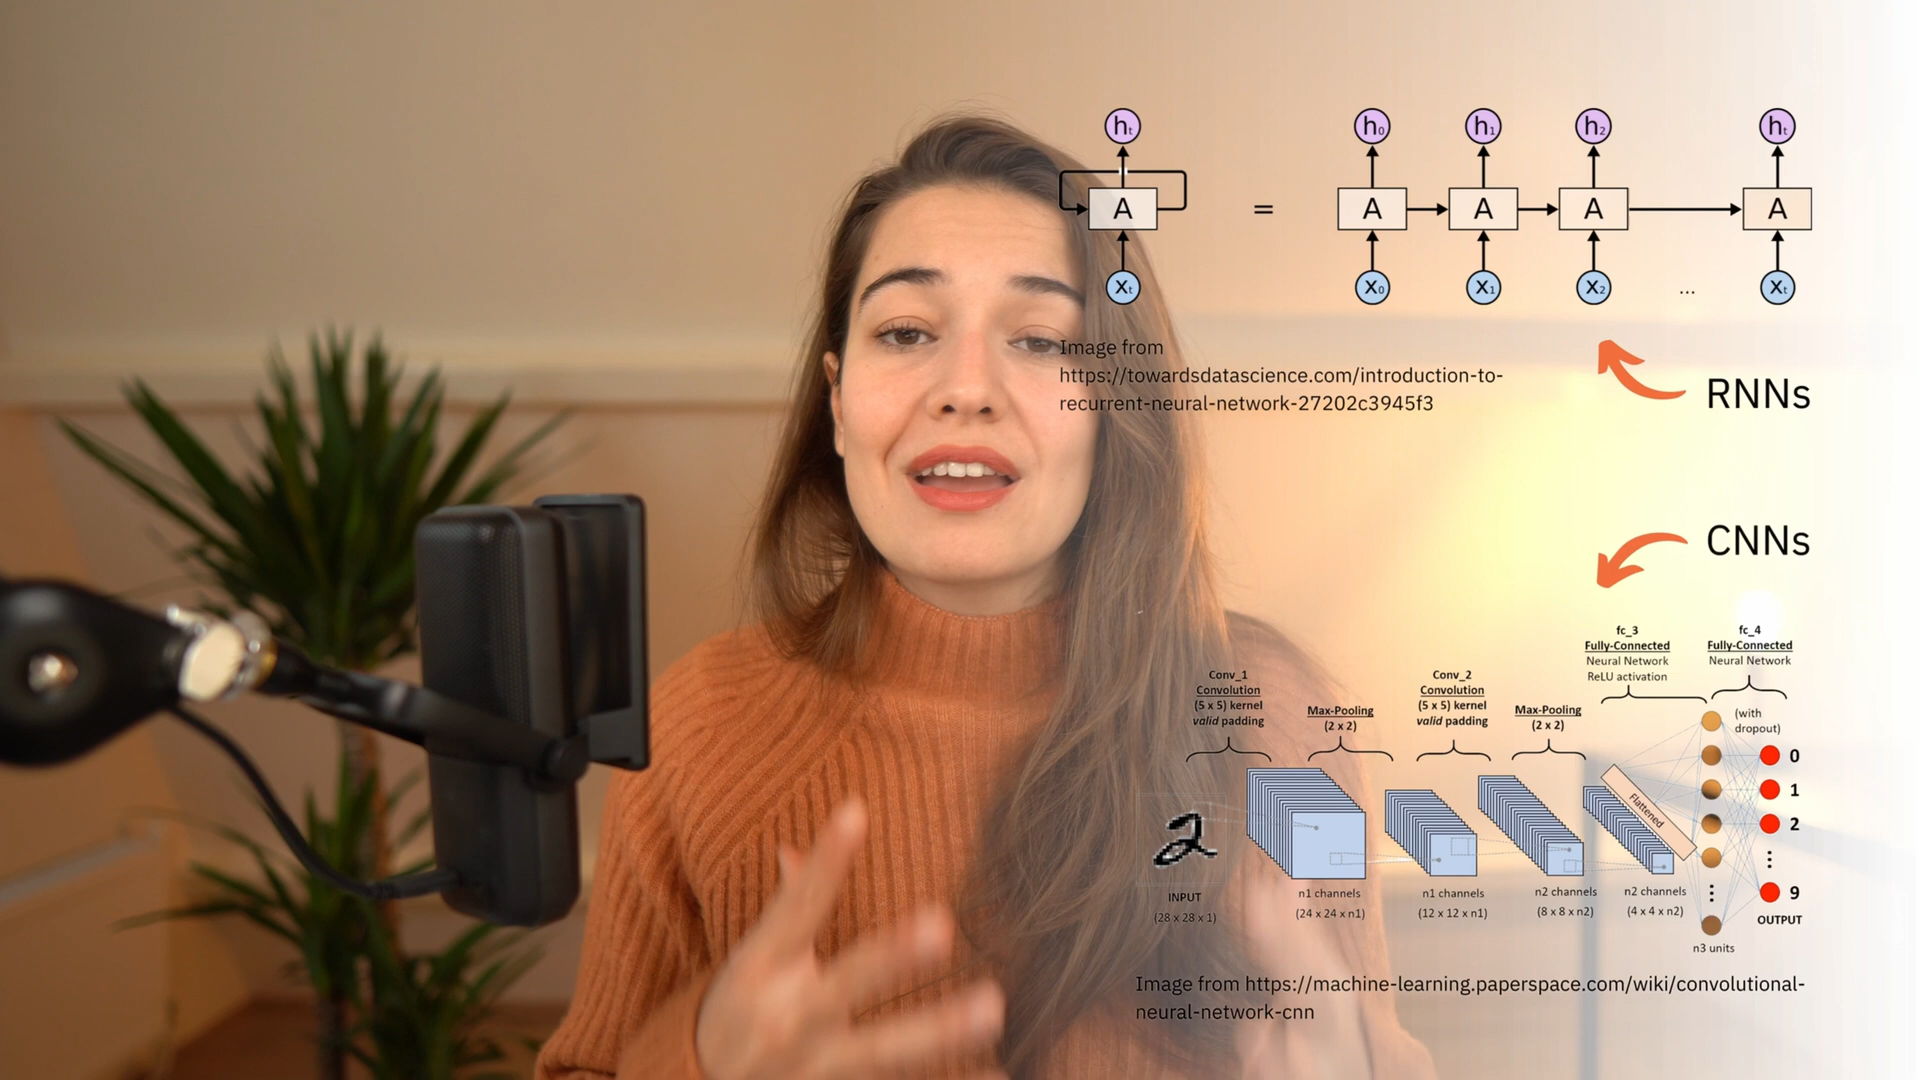 hₜ
h₀ h₁ h₂ hₜ
A = A A A A
xₜ
x₀ x₁ x₂ ... xₜ
Image from
https://towardsdatascience.com/introduction-to-
recurrent-neural-network-27202c3945f3
RNNs
CNNs
Conv_1
Convolution
(5 x 5) kernel
valid padding
Max-Pooling
(2 x 2)
Conv_2
Convolution
(5 x 5) kernel
valid padding
Max-Pooling
(2 x 2)
fc_3
Fully-Connected
Neural Network
ReLU activation
fc_4
Fully-Connected
Neural Network
(with
dropout)
Flattened
2
0
1
2
⋮
9
OUTPUT
INPUT
(28 x 28 x 1)
n1 channels
(24 x 24 x n1)
n1 channels
(12 x 12 x n1)
n2 channels
(8 x 8 x n2)
n2 channels
(4 x 4 x n2)
n3 units
Image from https://machine-learning.paperspace.com/wiki/convolutional-
neural-network-cnn